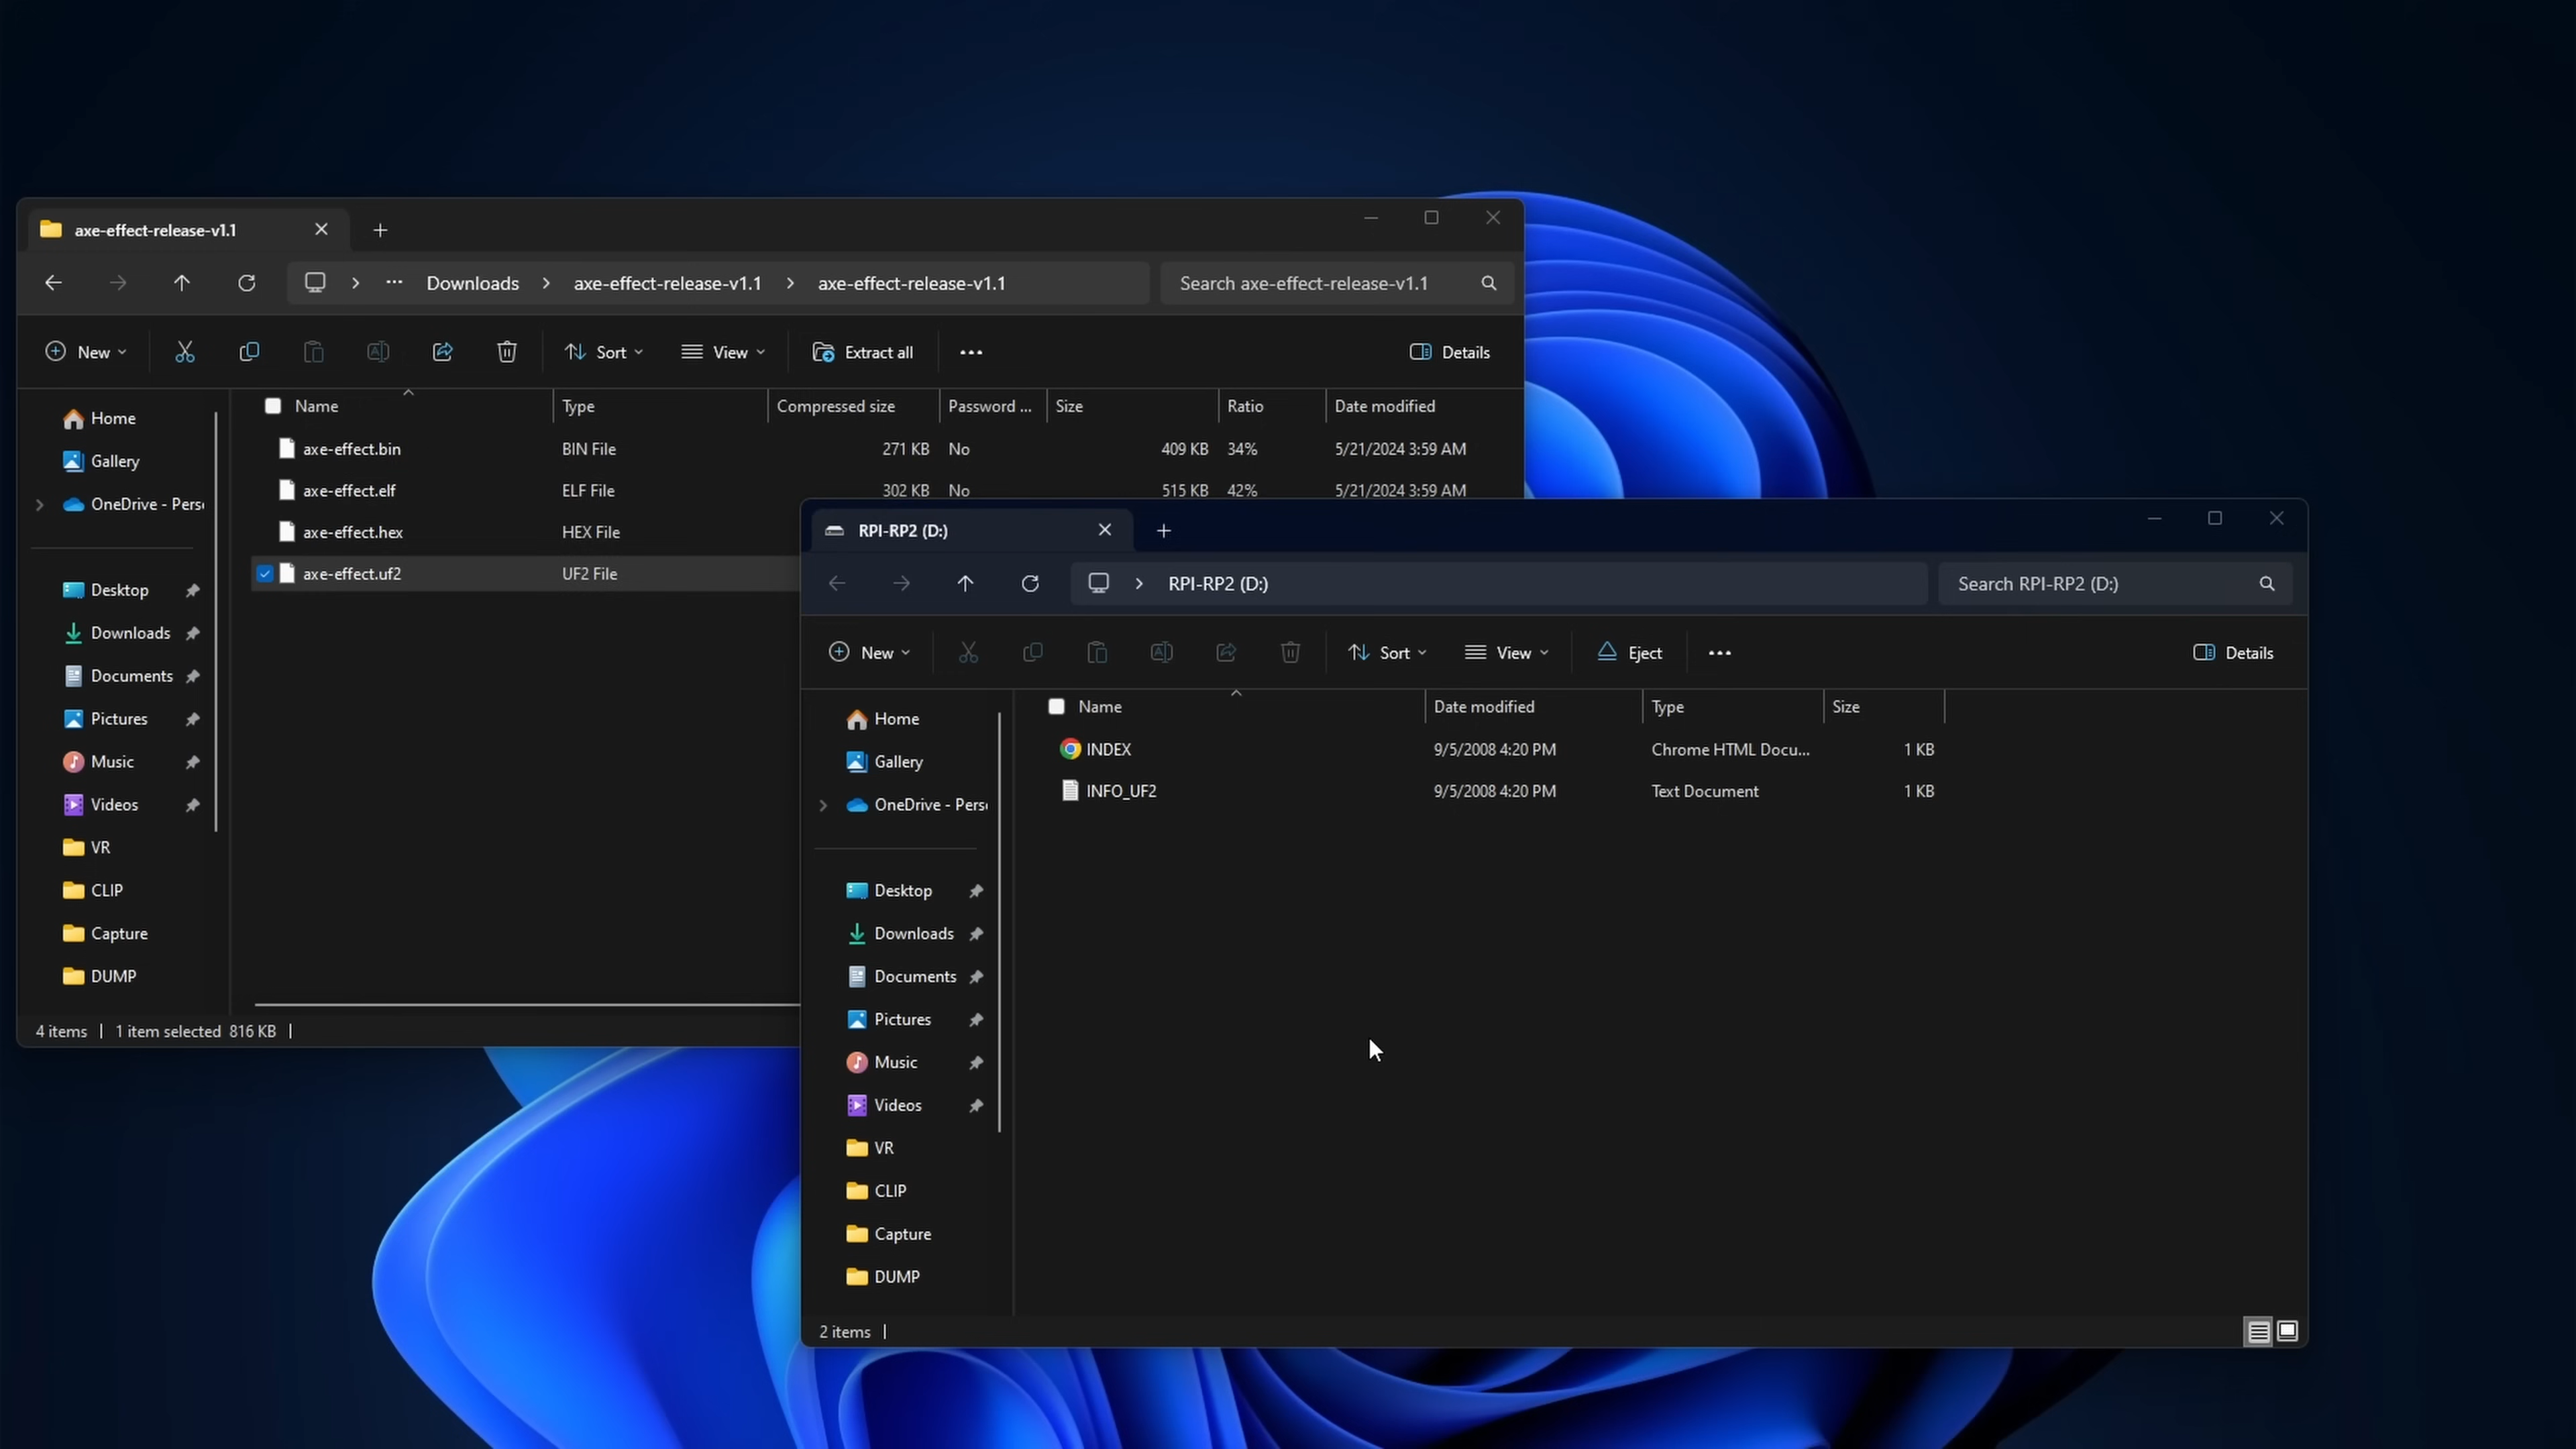 axe-effect-release-v1.1
Downloads axe-effect-release-v1.1 axe-effect-release-v1.1
Search axe-effect-release-v1.1
New Sort View Extract all Details
Home
Gallery
OneDrive - Pers
Desktop
Downloads
Documents
Pictures
Music
Videos
VR
CLIP
Capture
DUMP
Name Type Compressed size Password ... Size Ratio Date modified
axe-effect.bin BIN File 271 KB No 409 KB 34% 5/21/2024 3:59 AM
axe-effect.elf ELF File 302 KB No 515 KB 42% 5/21/2024 3:59 AM
axe-effect.hex HEX File
axe-effect.uf2 UF2 File
4 items 1 item selected 816 KB
RPI-RP2 (D:)
RPI-RP2 (D:)
Search RPI-RP2 (D:)
New Sort View Eject Details
Home
Gallery
OneDrive - Pers
Desktop
Downloads
Documents
Pictures
Music
Videos
VR
CLIP
Capture
DUMP
Name Date modified Type Size
INDEX 9/5/2008 4:20 PM Chrome HTML Docu... 1 KB
INFO_UF2 9/5/2008 4:20 PM Text Document 1 KB
2 items